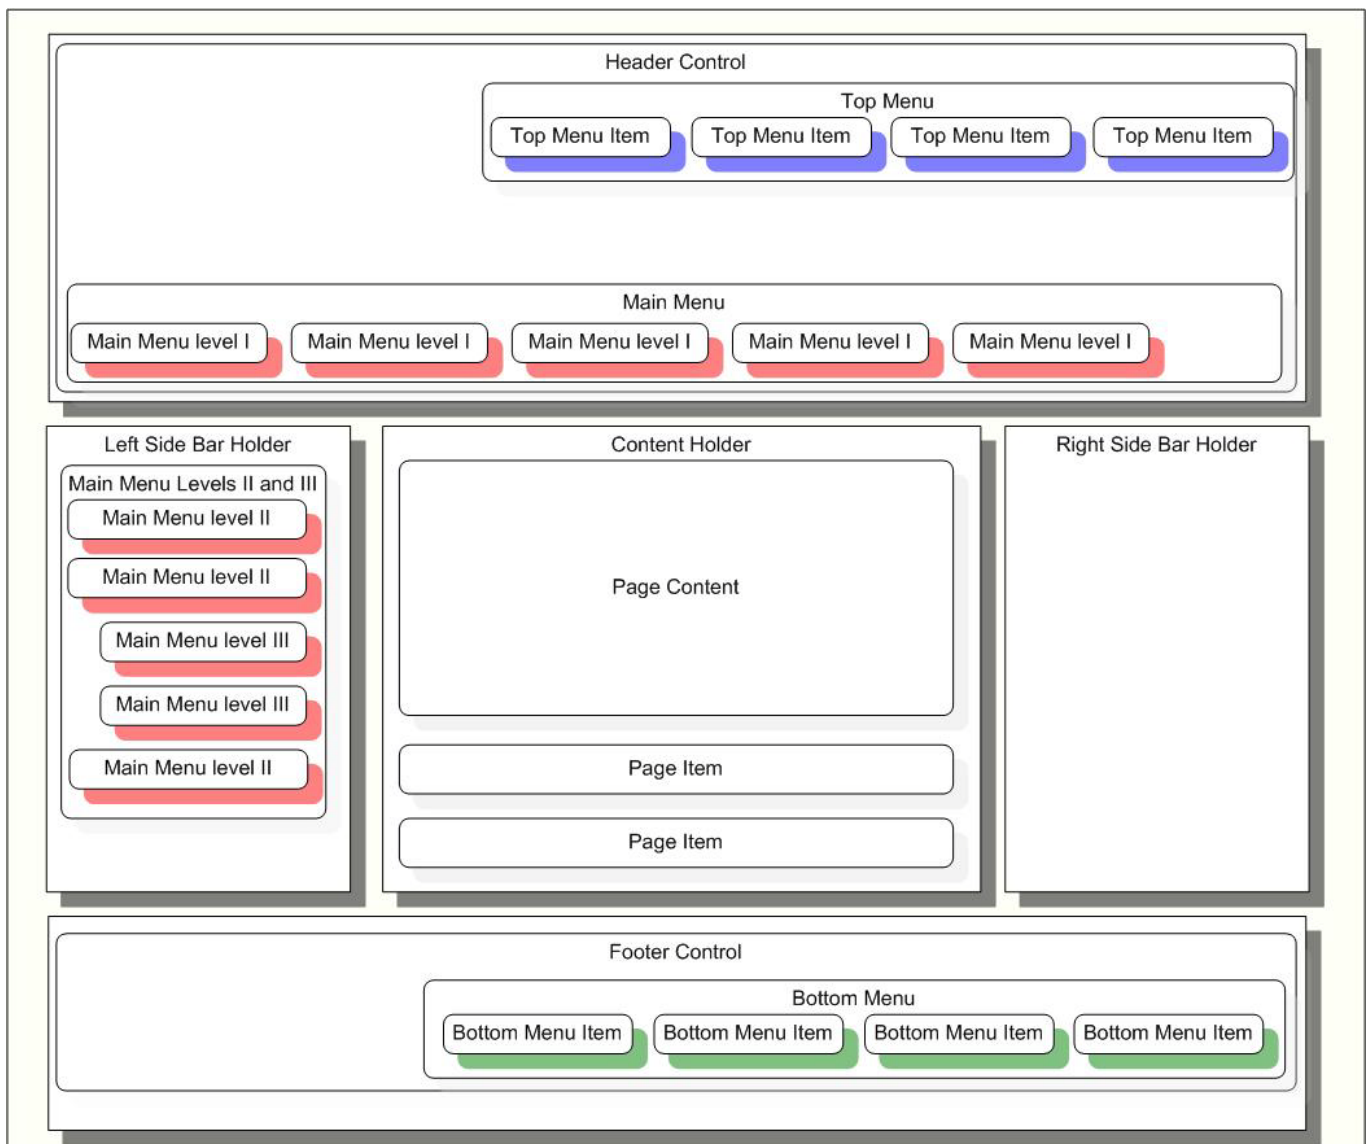 Header Control
Top Menu
Top Menu Item
Top Menu Item
Top Menu Item
Top Menu Item
Main Menu
Main Menu level I
Main Menu level I
Main Menu level I
Main Menu level I
Main Menu level I
Left Side Bar Holder
Main Menu Levels II and III
Main Menu level II
Main Menu level II
Main Menu level III
Main Menu level III
Main Menu level II
Content Holder
Page Content
Page Item
Page Item
Right Side Bar Holder
Footer Control
Bottom Menu
Bottom Menu Item
Bottom Menu Item
Bottom Menu Item
Bottom Menu Item